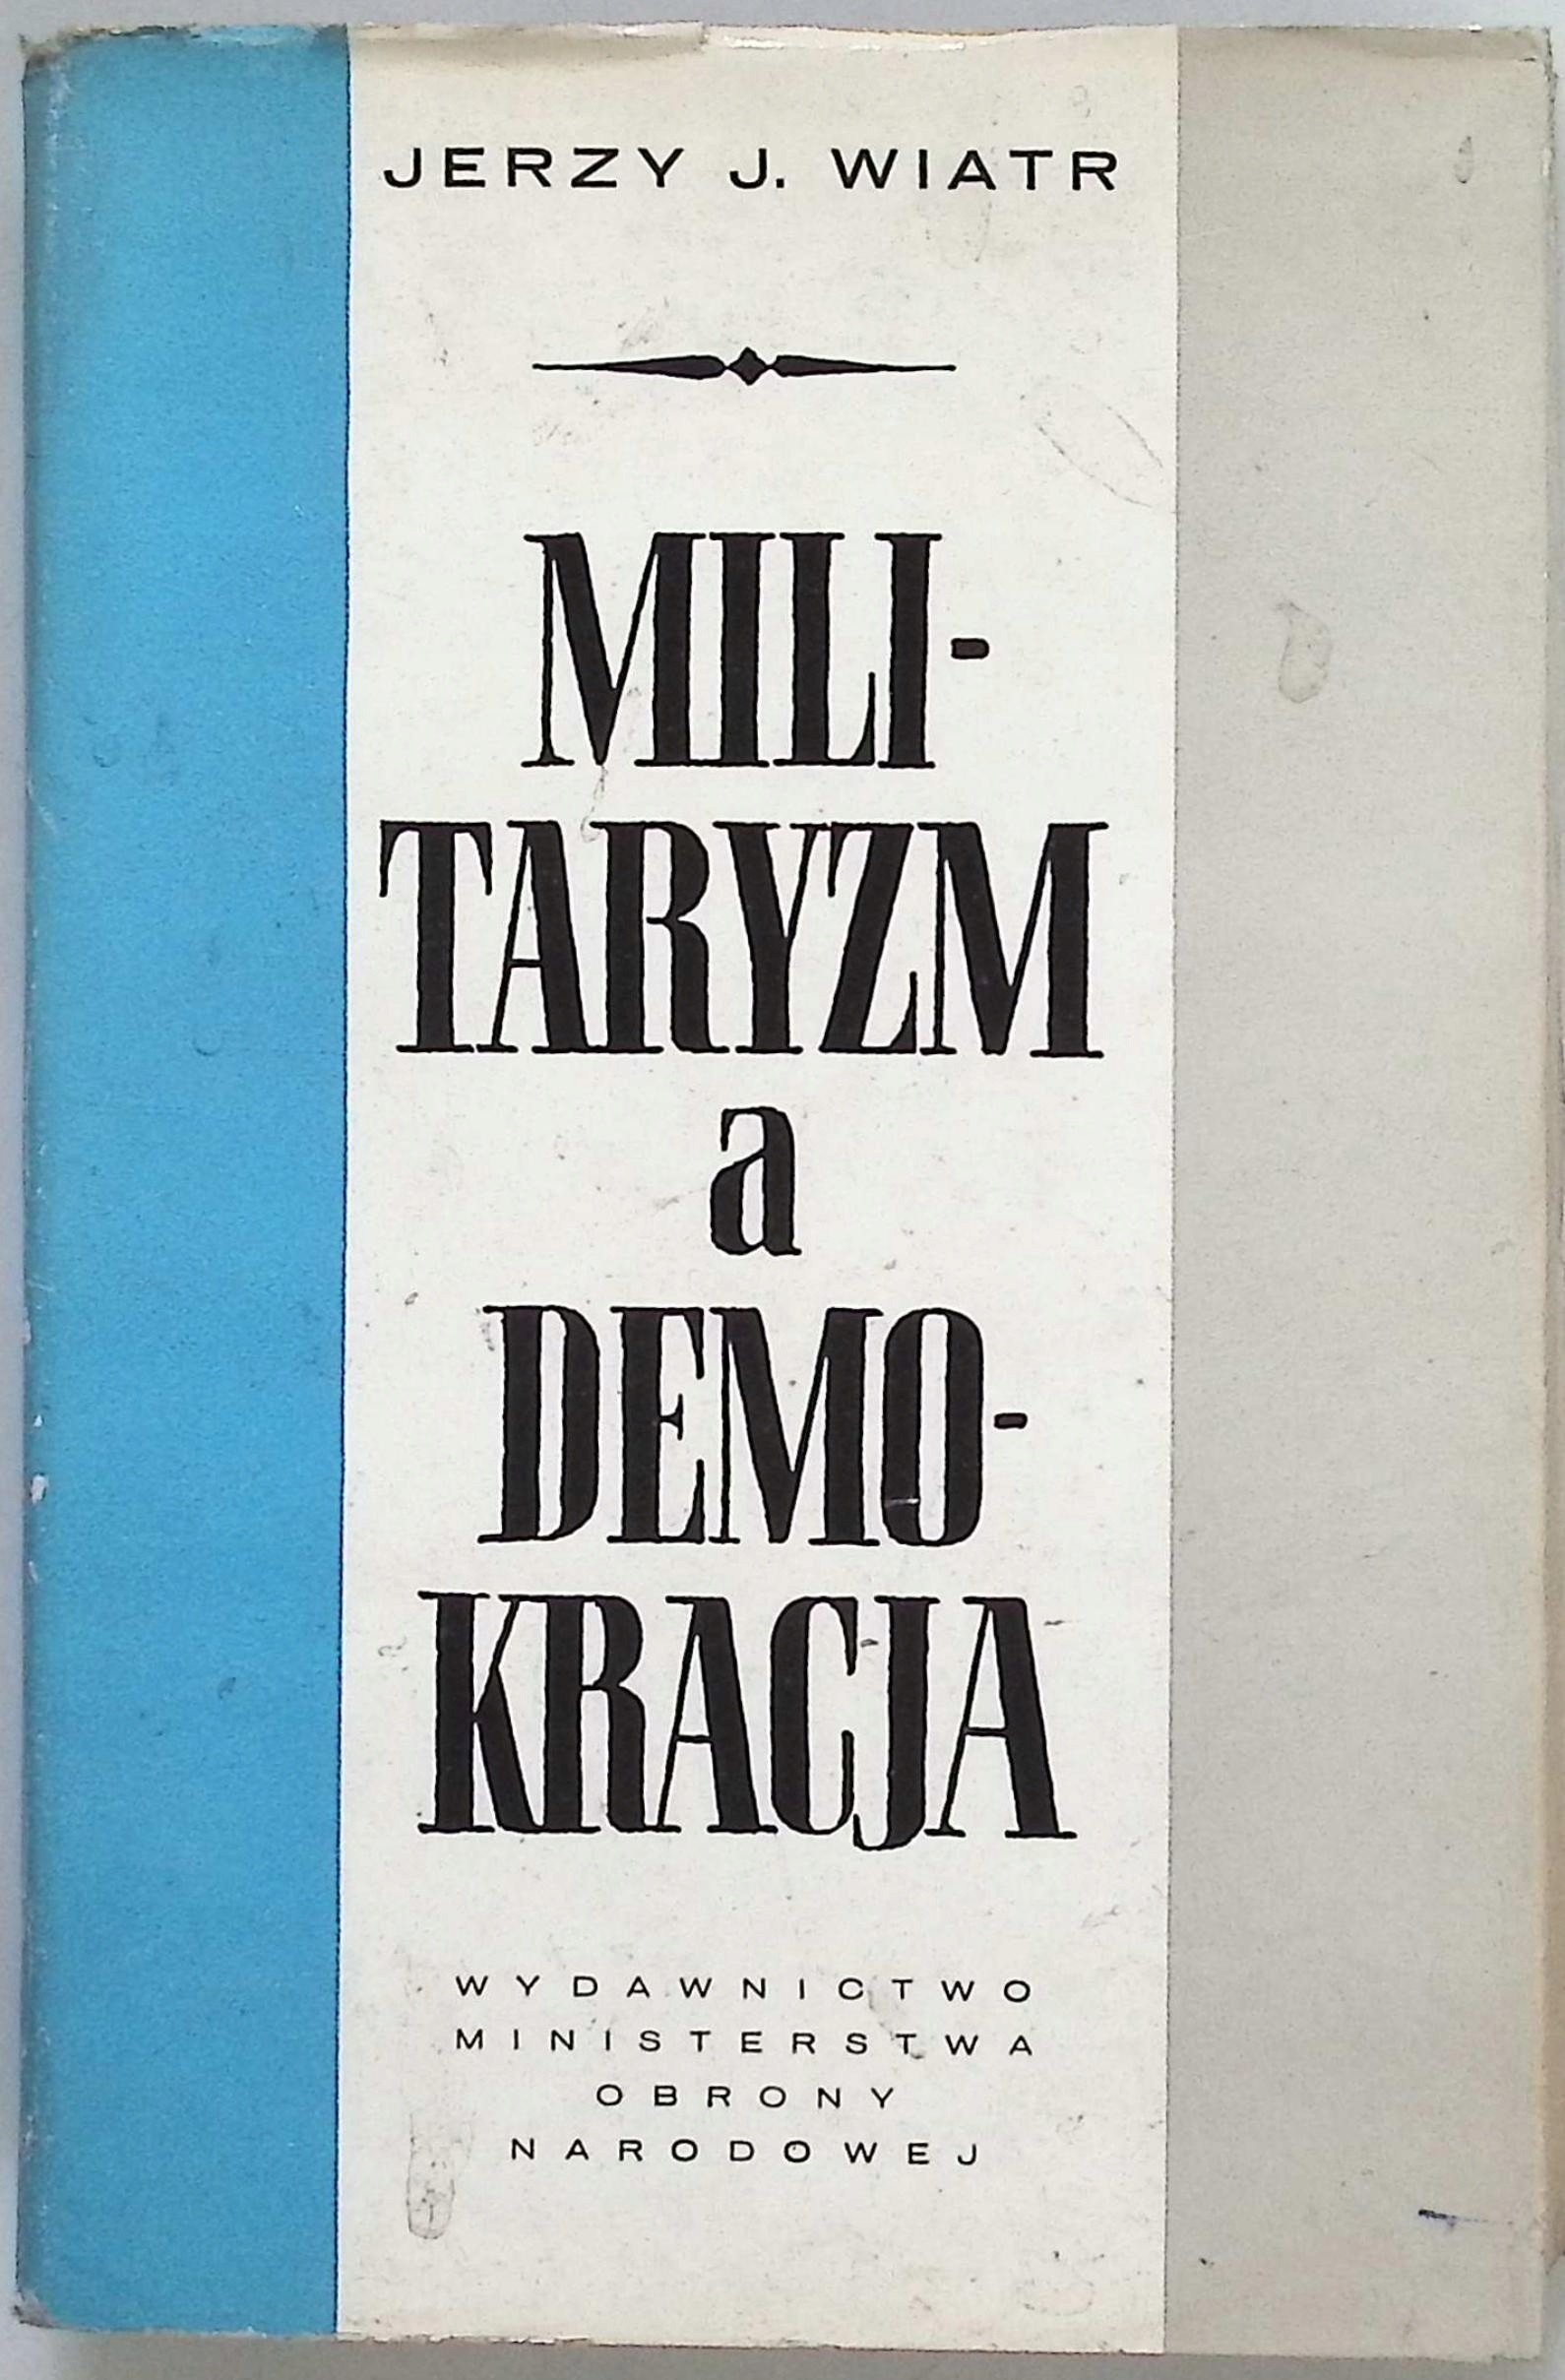 JERZY J. WIATR
MILI-
TARYZM
a
DEMO-
KRACJA
WYDAWNICTWO
MINISTERSTWA
OBRONY
NARODOWEJ